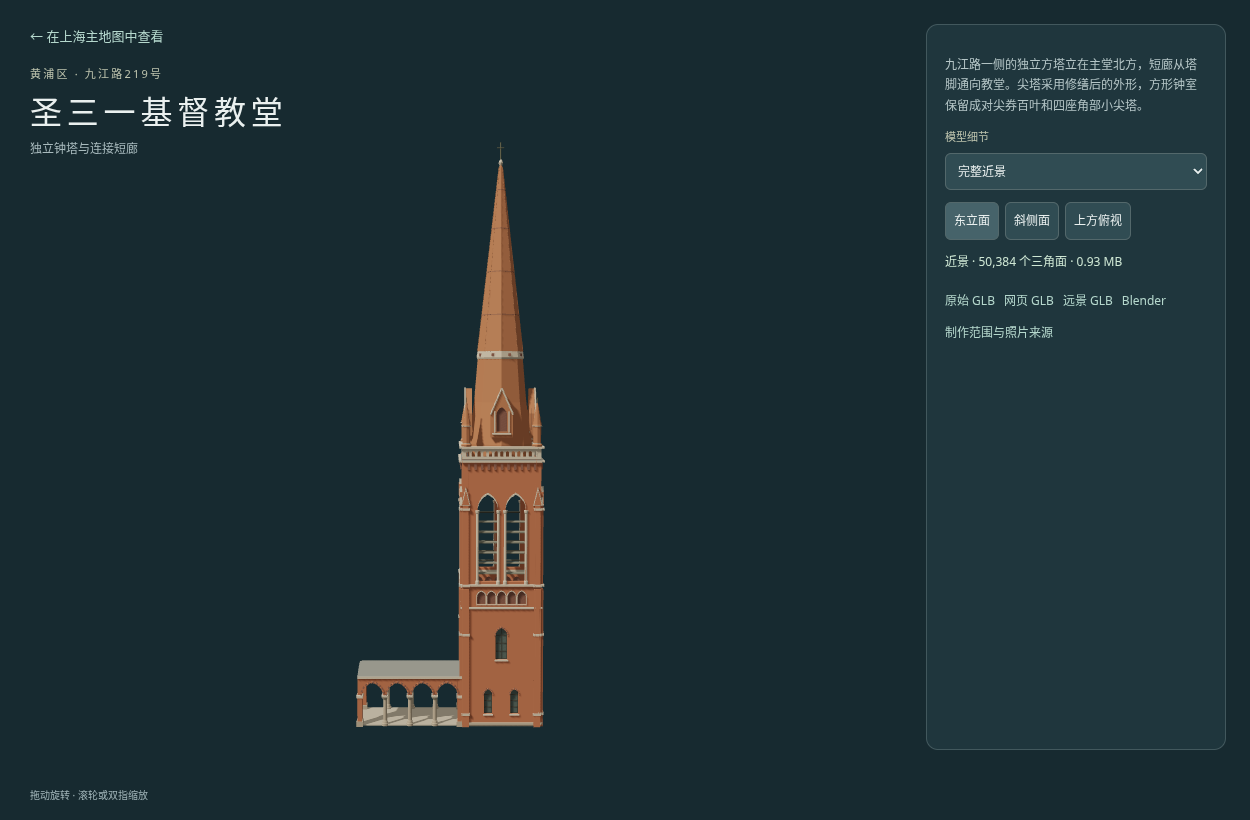 ← 在上海主地图中查看
黄浦区 · 九江路219号
圣三一基督教堂
独立钟塔与连接短廊
九江路一侧的独立方塔立在主堂北方，短廊从塔
脚通向教堂。尖塔采用修缮后的外形，方形钟室
保留成对尖券百叶和四座角部小尖塔。
模型细节
完整近景
东立面 斜侧面 上方俯视
近景 · 50,384 个三角面 · 0.93 MB
原始 GLB 网页 GLB 远景 GLB Blender
制作范围与照片来源
拖动旋转 · 滚轮或双指缩放